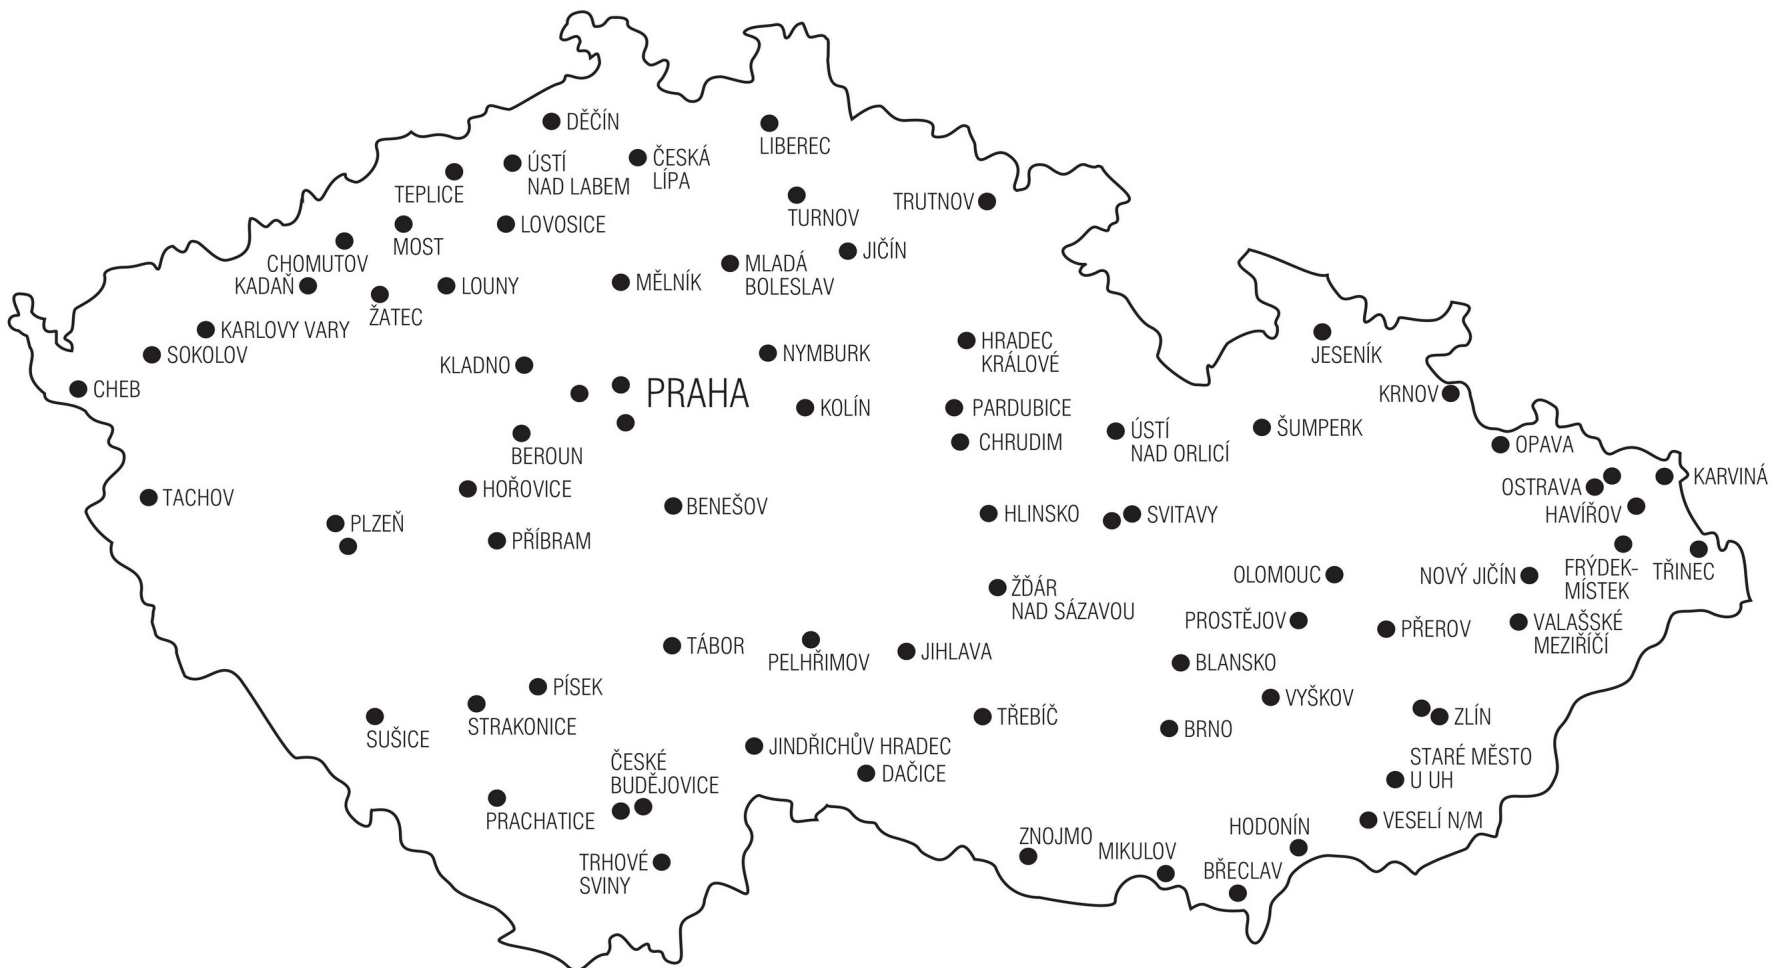 DĚČÍN
LIBEREC
ÚSTÍ
NAD LABEM
ČESKÁ
LÍPA
TEPLICE
TURNOV
TRUTNOV
LOVOSICE
MOST
JIČÍN
CHOMUTOV
MLADÁ
BOLESLAV
KADAŇ
LOUNY
MĚLNÍK
ŽATEC
KARLOVY VARY
SOKOLOV
KLADNO
NYMBURK
HRADEC
KRÁLOVÉ
JESENÍK
CHEB
PRAHA
KRNOV
KOLÍN
PARDUBICE
CHRUDIM
ÚSTÍ
NAD ORLICÍ
ŠUMPERK
OPAVA
BEROUN
TACHOV
HOŘOVICE
BENEŠOV
OSTRAVA
KARVINÁ
HAVÍŘOV
PLZEŇ
PŘÍBRAM
HLINSKO
SVITAVY
OLOMOUC
NOVÝ JIČÍN
FRÝDEK-
MÍSTEK
TŘINEC
ŽĎÁR
NAD SÁZAVOU
PROSTĚJOV
PŘEROV
VALAŠSKÉ
MEZIŘÍČÍ
TÁBOR
PELHŘIMOV
JIHLAVA
BLANSKO
PÍSEK
VYŠKOV
STRAKONICE
SUŠICE
TŘEBÍČ
BRNO
ZLÍN
JINDŘICHŮV HRADEC
ČESKÉ
BUDĚJOVICE
DAČICE
STARÉ MĚSTO
U UH
PRACHATICE
VESELÍ N/M
HODONÍN
ZNOJMO
MIKULOV
TRHOVÉ
SVINY
BŘECLAV